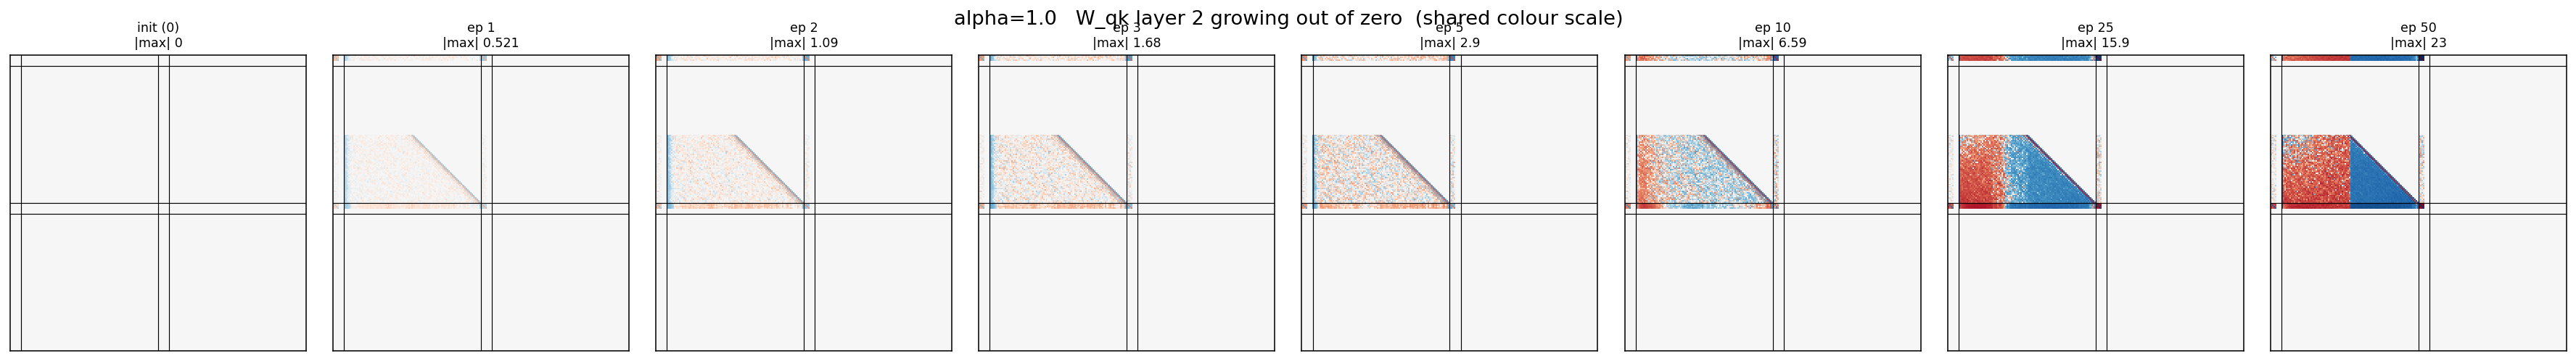 alpha=1.0   W_qk layer 2 growing out of zero  (shared colour scale)
init (0)
|max| 0
ep 1
|max| 0.521
ep 2
|max| 1.09
ep 3
|max| 1.68
ep 5
|max| 2.9
ep 10
|max| 6.59
ep 25
|max| 15.9
ep 50
|max| 23